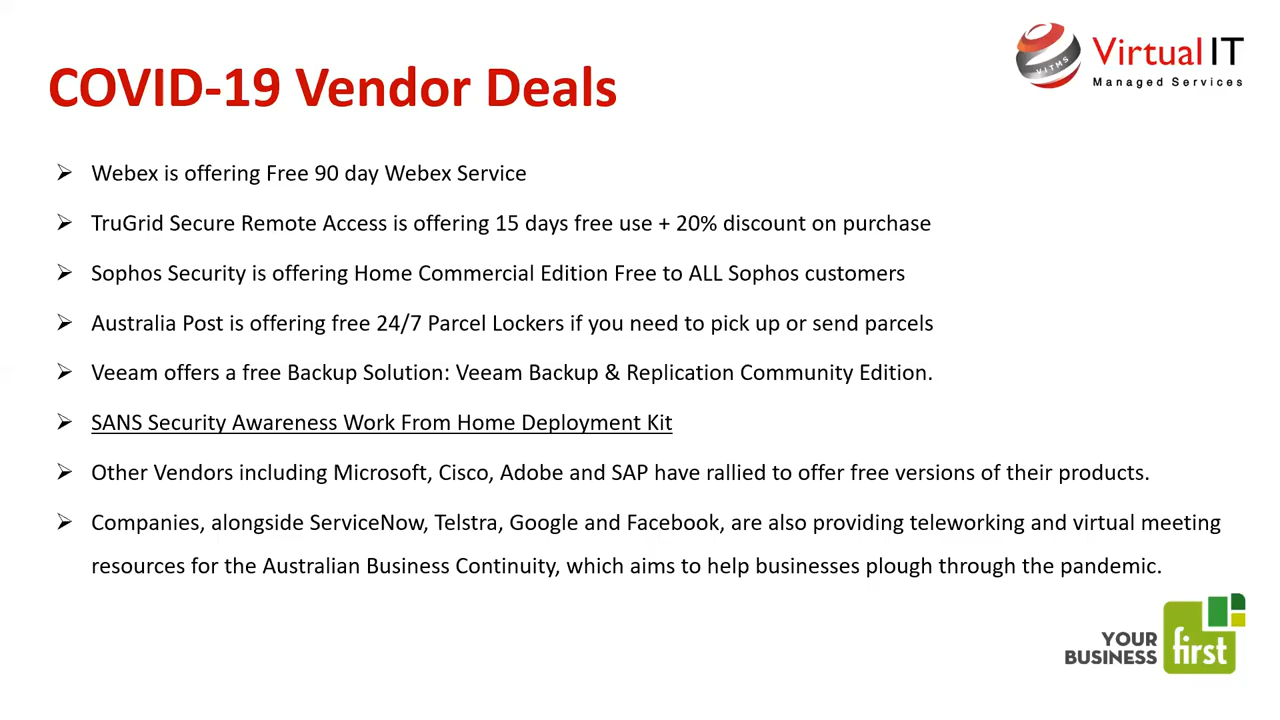 VITMS
Virtual IT
Managed Services
COVID-19 Vendor Deals
➢ Webex is offering Free 90 day Webex Service
➢ TruGrid Secure Remote Access is offering 15 days free use + 20% discount on purchase
➢ Sophos Security is offering Home Commercial Edition Free to ALL Sophos customers
➢ Australia Post is offering free 24/7 Parcel Lockers if you need to pick up or send parcels
➢ Veeam offers a free Backup Solution: Veeam Backup & Replication Community Edition.
➢ SANS Security Awareness Work From Home Deployment Kit
➢ Other Vendors including Microsoft, Cisco, Adobe and SAP have rallied to offer free versions of their products.
➢ Companies, alongside ServiceNow, Telstra, Google and Facebook, are also providing teleworking and virtual meeting
resources for the Australian Business Continuity, which aims to help businesses plough through the pandemic.
YOUR
BUSINESS
first